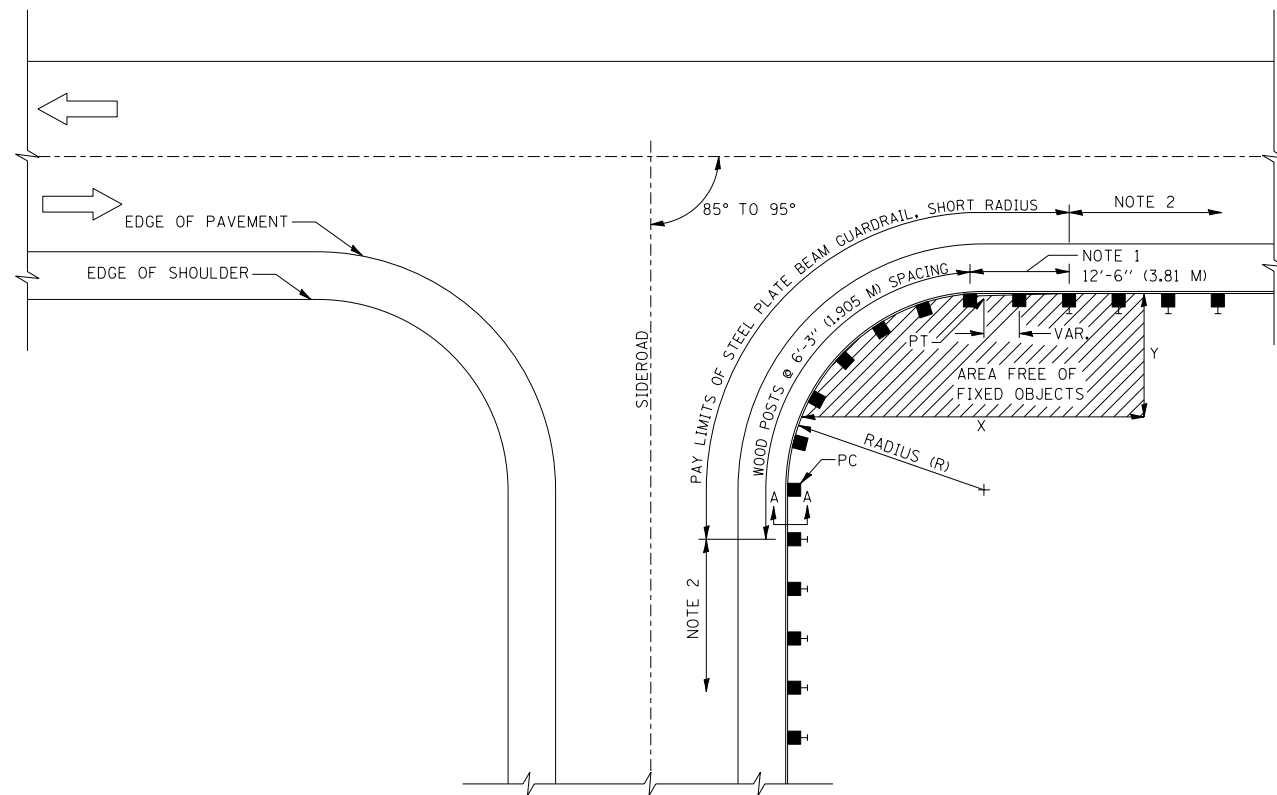 NOTE 2
85° TO 95°
EDGE OF PAVEMENT
NOTE 1
12'-6'' (3.81 M)
EDGE OF SHOULDER
PAY LIMITS OF STEEL PLATE BEAM GUARDRAIL, SHORT RADIUS
WOOD POSTS @ 6'-3'' (1.905 M) SPACING
SIDEROAD
PT
VAR.
Y
AREA FREE OF
FIXED OBJECTS
X
RADIUS (R)
PC
A
A
NOTE 2